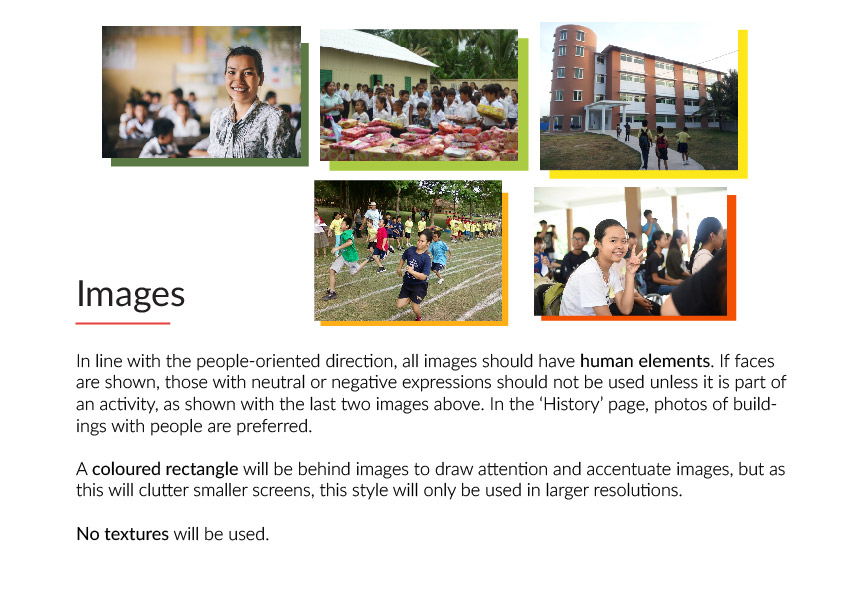 Images
In line with the people-oriented direction, all images should have human elements. If faces
are shown, those with neutral or negative expressions should not be used unless it is part of
an activity, as shown with the last two images above. In the ‘History’ page, photos of build-
ings with people are preferred.
A coloured rectangle will be behind images to draw attention and accentuate images, but as
this will clutter smaller screens, this style will only be used in larger resolutions.
No textures will be used.